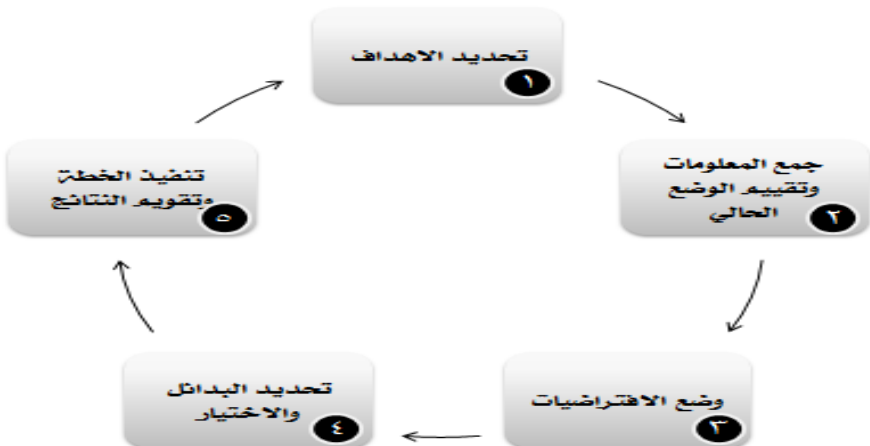 تحديد الاهداف
١
جمع المعلومات
وتقييم الوضع
الحالي
٢
وضع الافتراضيات
٣
تحديد البدائل
والاختيار
٤
تنفيذ الخطة
وتقويم النتائج
٥